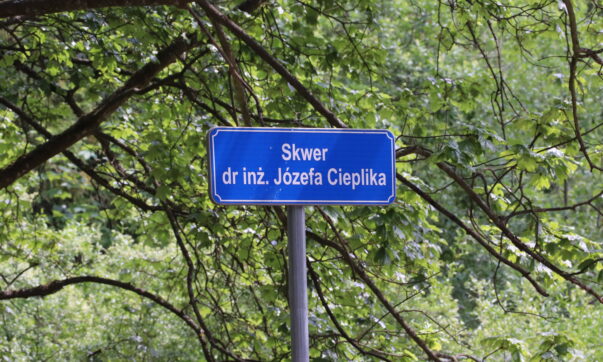 Skwer
dr inż. Józefa Cieplika